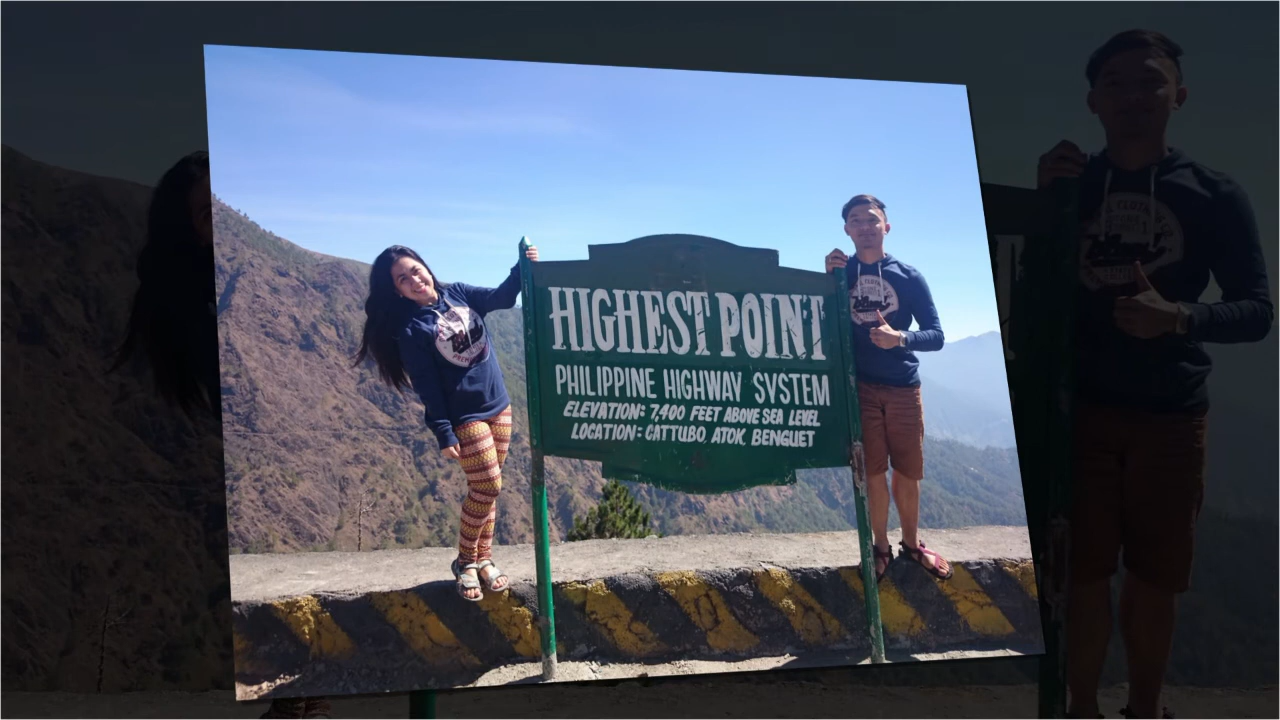 HIGHEST POINT
PHILIPPINE HIGHWAY SYSTEM
ELEVATION: 7,400 FEET ABOVE SEA LEVEL
LOCATION: CATTUBO, ATOK, BENGUET